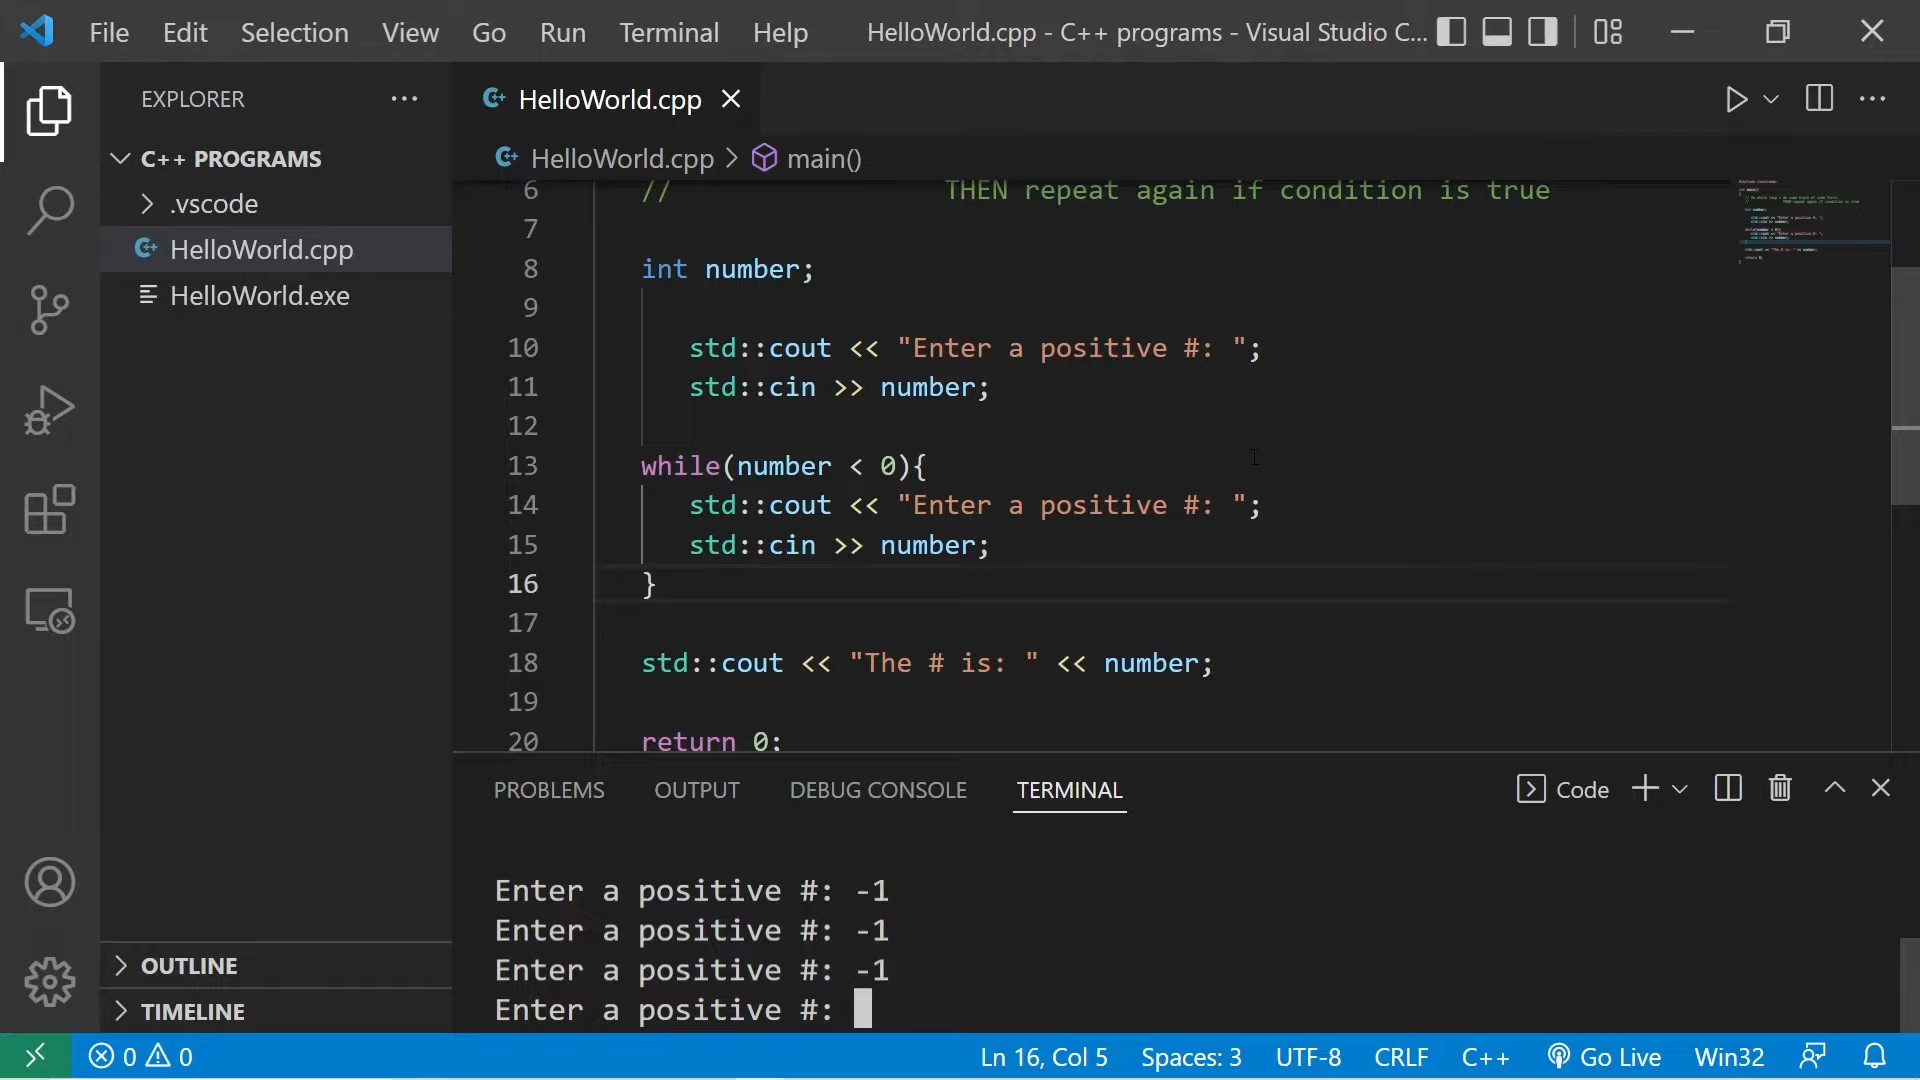 File Edit Selection View Go Run Terminal Help HelloWorld.cpp - C++ programs - Visual Studio C...
EXPLORER
C++ PROGRAMS
.vscode
HelloWorld.cpp
HelloWorld.exe
OUTLINE
TIMELINE
HelloWorld.cpp
HelloWorld.cpp > main()
6 // THEN repeat again if condition is true
7
8 int number;
9
10 std::cout << "Enter a positive #: ";
11 std::cin >> number;
12
13 while(number < 0){
14 std::cout << "Enter a positive #: ";
15 std::cin >> number;
16 }
17
18 std::cout << "The # is: " << number;
19
20 return 0;
PROBLEMS OUTPUT DEBUG CONSOLE TERMINAL Code
Enter a positive #: -1
Enter a positive #: -1
Enter a positive #: -1
Enter a positive #:
0 0 Ln 16, Col 5 Spaces: 3 UTF-8 CRLF C++ Go Live Win32